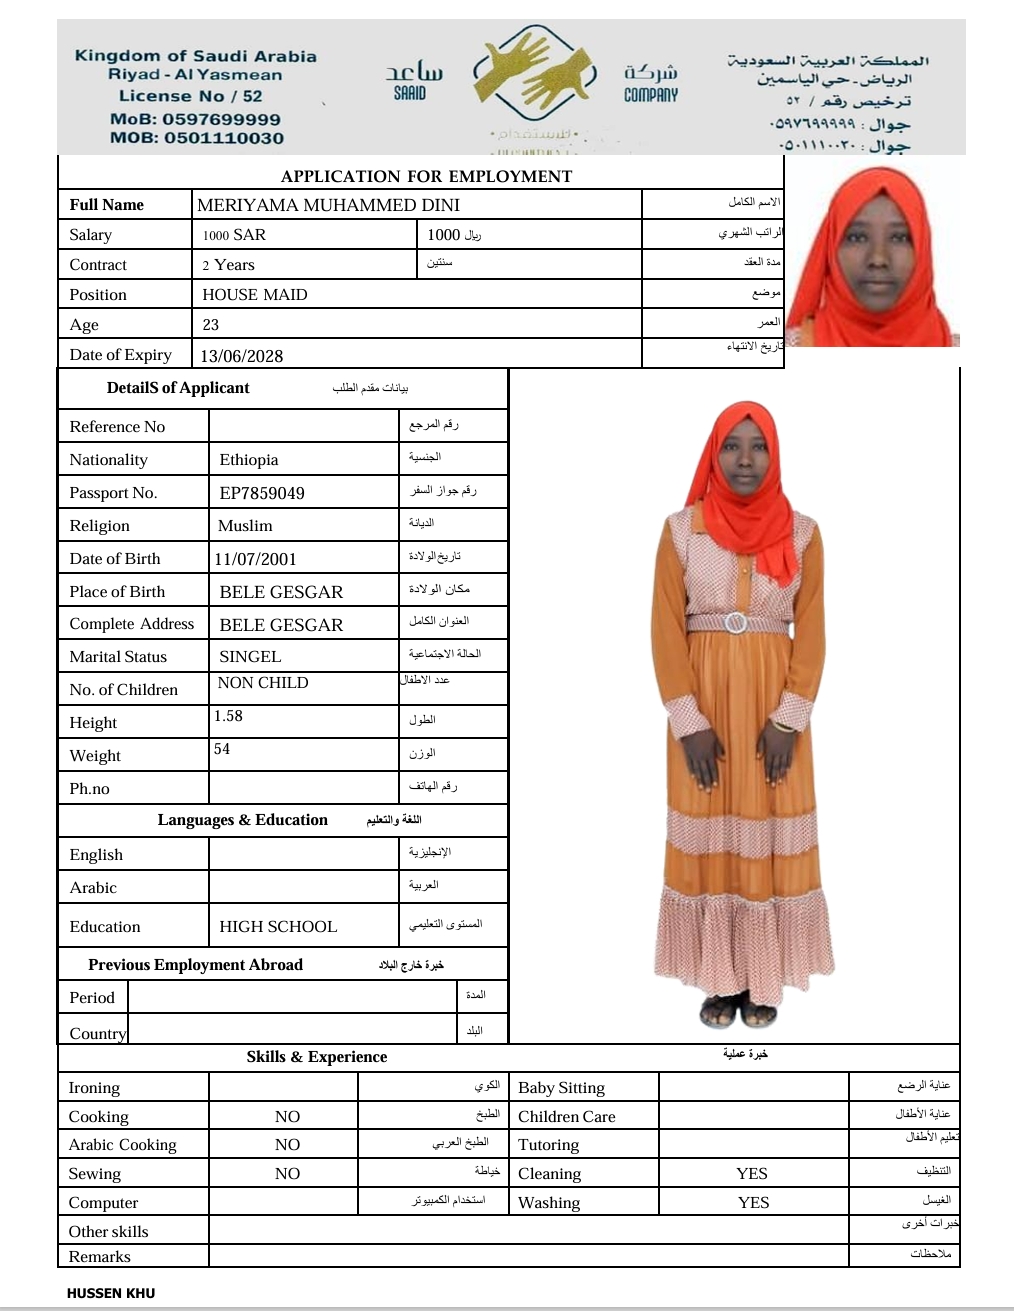 Kingdom of Saudi Arabia
Riyad - Al Yasmean
License No / 52
MoB: 0597699999
MOB: 0501110030
ساعد
SAAID
شركة
COMPANY
للاستقدام
المملكة العربية السعودية
الرياض - حي الياسمين
ترخيص رقم / ٥٢
جوال : ٠٥٩٧٦٩٩٩٩٩
جوال : ٠٥٠١١١٠٠٣٠
APPLICATION FOR EMPLOYMENT
Full Name MERIYAMA MUHAMMED DINI الاسم الكامل
Salary 1000 SAR 1000 ريال الراتب الشهري
Contract 2 Years سنتين مدة العقد
Position HOUSE MAID موضع
Age 23 العمر
Date of Expiry 13/06/2028 تاريخ الانتهاء
DetailS of Applicant بيانات مقدم الطلب
Reference No رقم المرجع
Nationality Ethiopia الجنسية
Passport No. EP7859049 رقم جواز السفر
Religion Muslim الديانة
Date of Birth 11/07/2001 تاريخ الولادة
Place of Birth BELE GESGAR مكان الولادة
Complete Address BELE GESGAR العنوان الكامل
Marital Status SINGEL الحالة الاجتماعية
No. of Children NON CHILD عدد الاطفال
Height 1.58 الطول
Weight 54 الوزن
Ph.no رقم الهاتف
Languages & Education اللغة والتعليم
English الإنجليزية
Arabic العربية
Education HIGH SCHOOL المستوى التعليمي
Previous Employment Abroad خبرة خارج البلاد
Period المدة
Country البلد
Skills & Experience خبرة عملية
Ironing الكوي Baby Sitting عناية الرضع
Cooking NO الطبخ Children Care عناية الأطفال
Arabic Cooking NO الطبخ العربي Tutoring تعليم الأطفال
Sewing NO خياطة Cleaning YES التنظيف
Computer استخدام الكمبيوتر Washing YES الغيسل
Other skills خبرات أخرى
Remarks ملاحظات
HUSSEN KHU